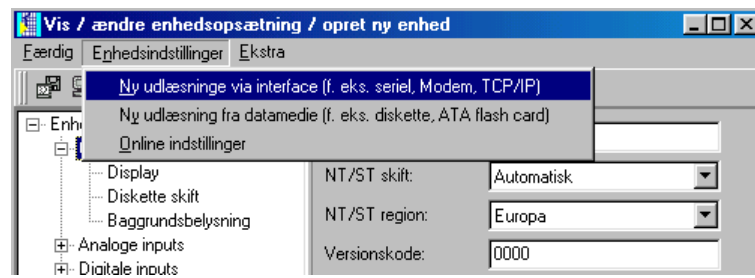 Vis / ændre enhedsopsætning / opret ny enhed
Færdig Enhedsindstillinger Ekstra
Ny udlæsninge via interface (f. eks. seriel, Modem, TCP/IP)
Ny udlæsning fra datamedie (f. eks. diskette, ATA flash card)
Online indstillinger
Display
Diskette skift
Baggrundsbelysning
Analoge inputs
Digitale inputs
NT/ST skift: Automatisk
NT/ST region: Europa
Versionskode: 0000